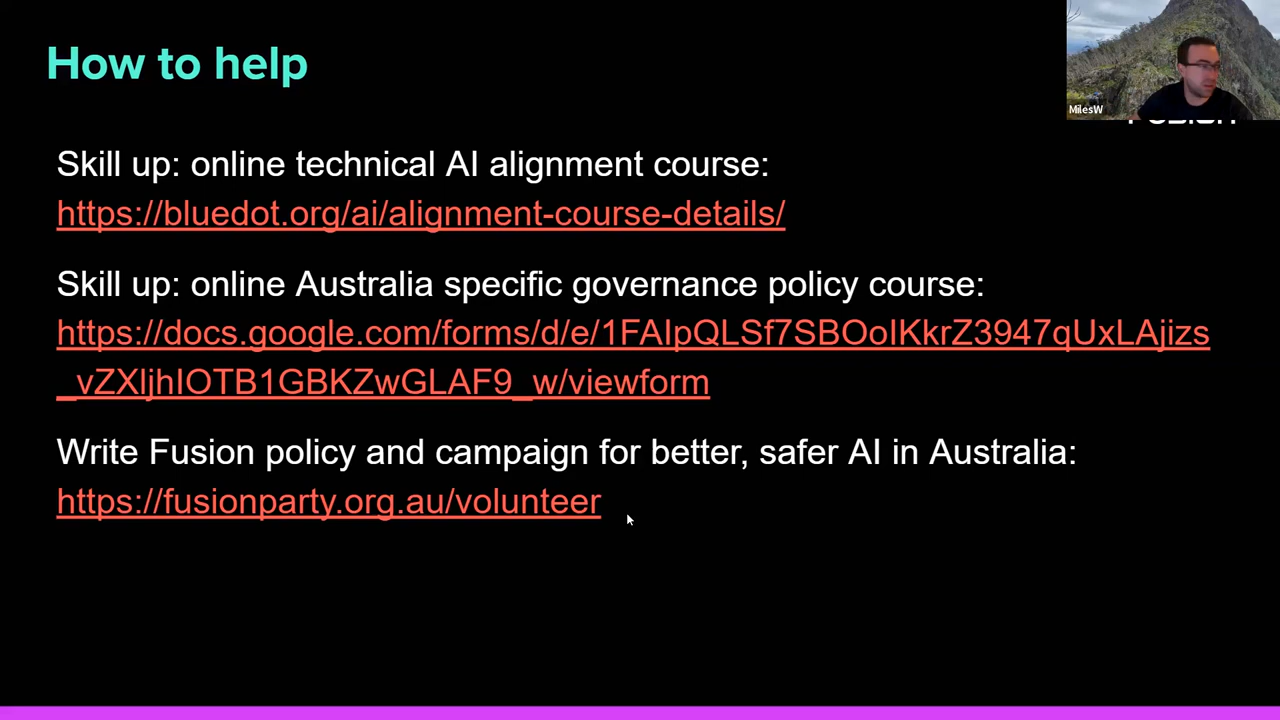 How to help
MilesW
FUSION
Skill up: online technical AI alignment course:
https://bluedot.org/ai/alignment-course-details/
Skill up: online Australia specific governance policy course:
https://docs.google.com/forms/d/e/1FAIpQLSf7SBOoIKkrZ3947qUxLAjizs
_vZXljhIOTB1GBKZwGLAF9_w/viewform
Write Fusion policy and campaign for better, safer AI in Australia:
https://fusionparty.org.au/volunteer